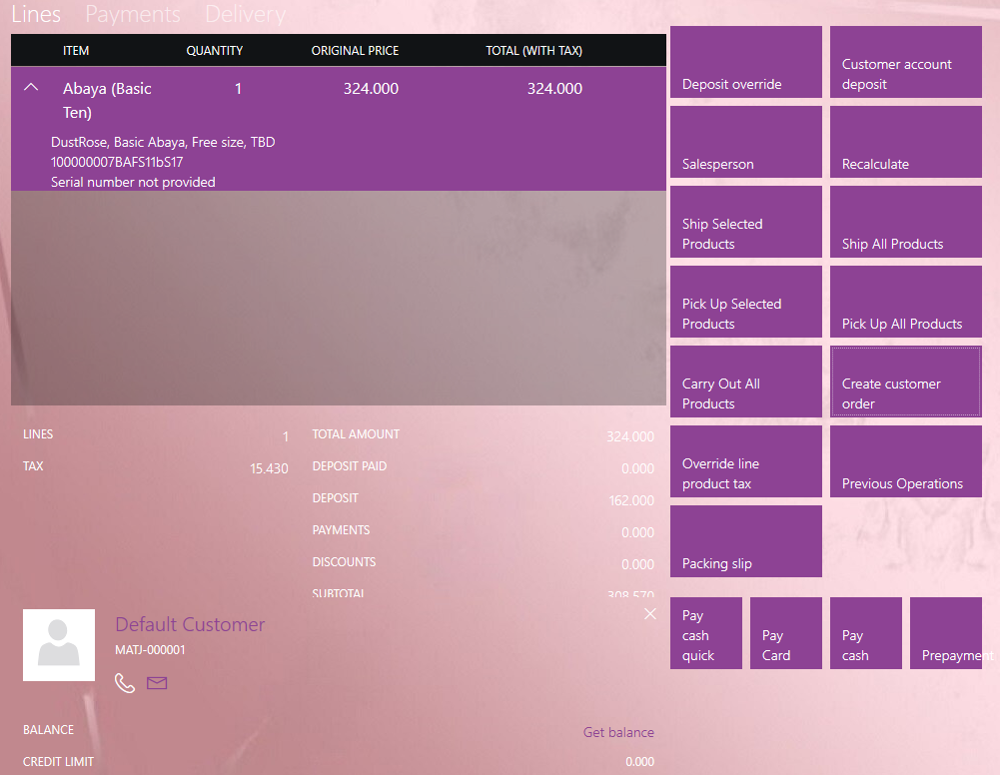 Lines Payments Delivery
ITEM QUANTITY ORIGINAL PRICE TOTAL (WITH TAX)
Abaya (Basic 1 324.000 324.000
Ten)
DustRose, Basic Abaya, Free size, TBD
100000007BAFS11bS17
Serial number not provided
LINES 1
TAX 15.430
TOTAL AMOUNT 324.000
DEPOSIT PAID 0.000
DEPOSIT 162.000
PAYMENTS 0.000
DISCOUNTS 0.000
SUBTOTAL 308.570
Default Customer
MATJ-000001
BALANCE Get balance
CREDIT LIMIT 0.000
Deposit override
Customer account
deposit
Salesperson
Recalculate
Ship Selected
Products
Ship All Products
Pick Up Selected
Products
Pick Up All Products
Carry Out All
Products
Create customer
order
Override line
product tax
Previous Operations
Packing slip
Pay
cash
quick
Pay
Card
Pay
cash
Prepayment